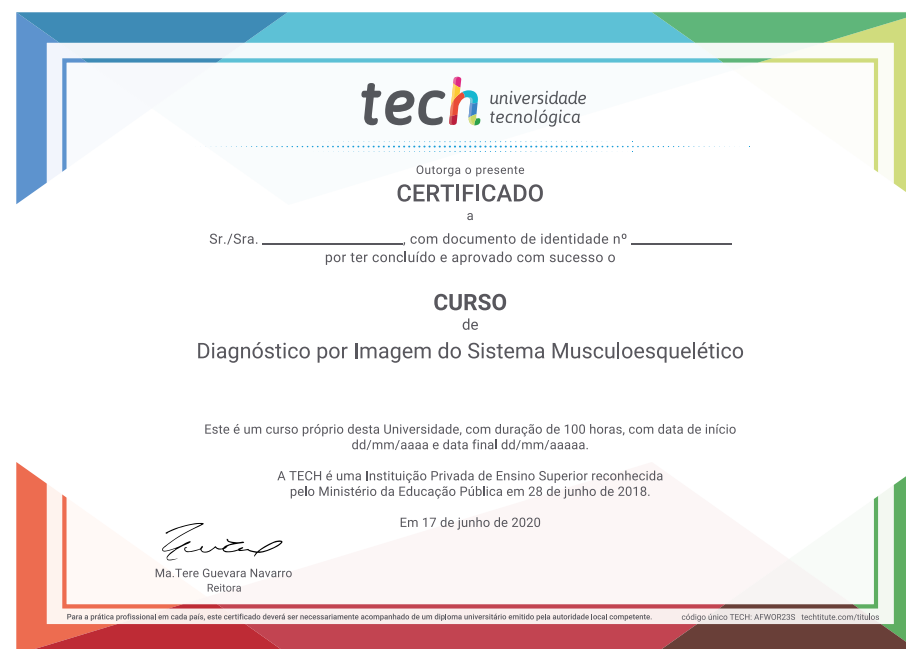 tech universidade
tecnológica
Outorga o presente
CERTIFICADO
a
Sr./Sra. ____________, com documento de identidade nº ____________
por ter concluído e aprovado com sucesso o
CURSO
de
Diagnóstico por Imagem do Sistema Musculoesquelético
Este é um curso próprio desta Universidade, com duração de 100 horas, com data de início
dd/mm/aaaa e data final dd/mm/aaaaa.
A TECH é uma Instituição Privada de Ensino Superior reconhecida
pelo Ministério da Educação Pública em 28 de junho de 2018.
Em 17 de junho de 2020
Ma.Tere Guevara Navarro
Reitora
Para a prática profissional em cada país, este certificado deverá ser necessariamente acompanhado de um diploma universitário emitido pela autoridade local competente.
código único TECH: AFWOR23S techtitute.com/titulos